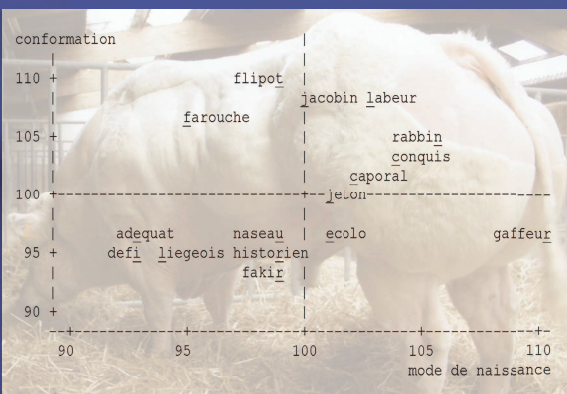 conformation
110 + flipot
jacobin labeur
farouche
105 + rabbin
conquis
caporal
100 +
jeton
adequat naseau ecolo gaffeur
95 + defi liegeois historien
fakir
90 +
90 95 100 105 110
mode de naissance